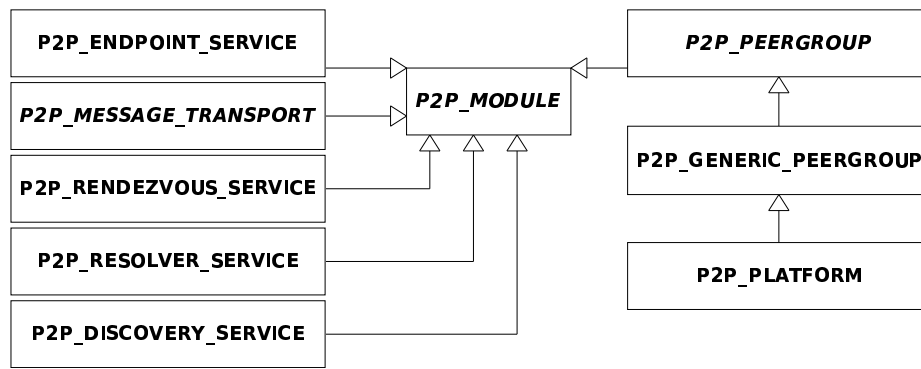 P2P_ENDPOINT_SERVICE
P2P_MESSAGE_TRANSPORT
P2P_RENDEZVOUS_SERVICE
P2P_RESOLVER_SERVICE
P2P_DISCOVERY_SERVICE
P2P_MODULE
P2P_PEERGROUP
P2P_GENERIC_PEERGROUP
P2P_PLATFORM